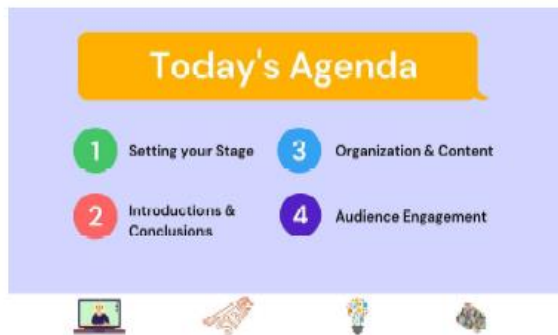 Today's Agenda
1 Setting your Stage
2 Introductions &
Conclusions
3 Organization & Content
4 Audience Engagement